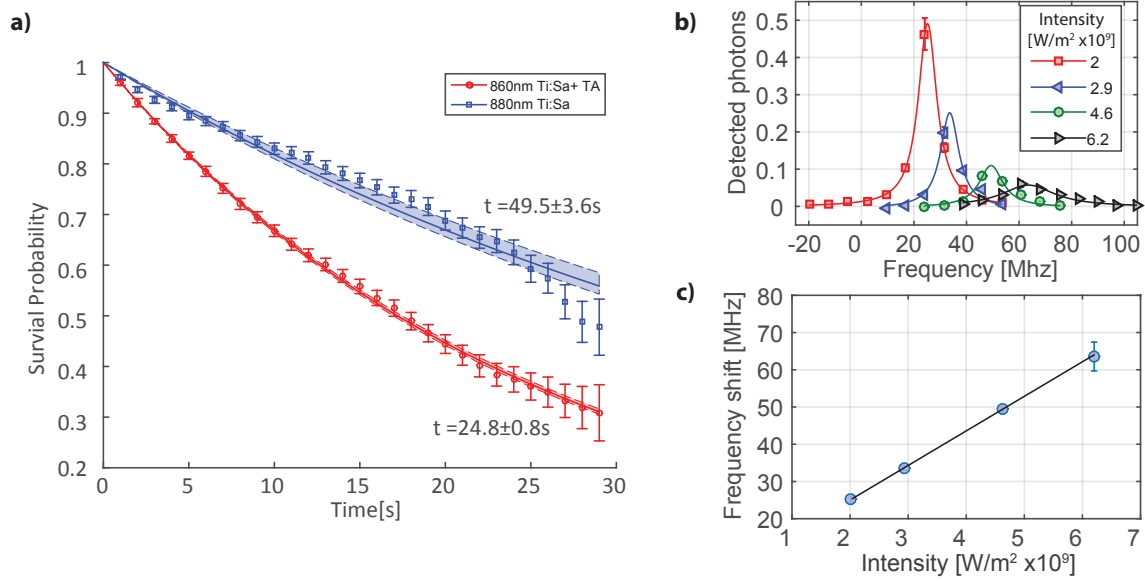 a)
1
0.9
0.8
0.7
0.6
0.5
0.4
0.3
0.2
0 5 10 15 20 25 30
Survial Probability
Time[s]
860nm Ti:Sa+ TA
880nm Ti:Sa
t =49.5±3.6s
t =24.8±0.8s
b)
0.5
0.4
0.3
0.2
0.1
0
-20 0 20 40 60 80 100
Detected photons
Frequency [Mhz]
Intensity
[W/m² x10⁹]
2
2.9
4.6
6.2
c)
80
70
60
50
40
30
20
1 2 3 4 5 6 7
Frequency shift [MHz]
Intensity [W/m² x10⁹]